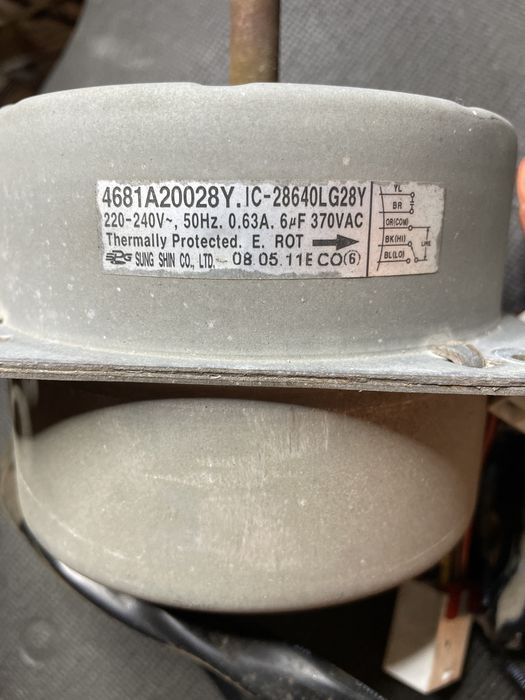 4681A20028Y. IC-28640LG28Y
220-240V~, 50Hz. 0.63A. 6µF 370VAC
Thermally Protected. E. ROT
SUNG SHIN CO., LTD. 08.05.11E CO(6)
YL
BR
OR(COM)
BK(HI)
BL(LO)
LINE